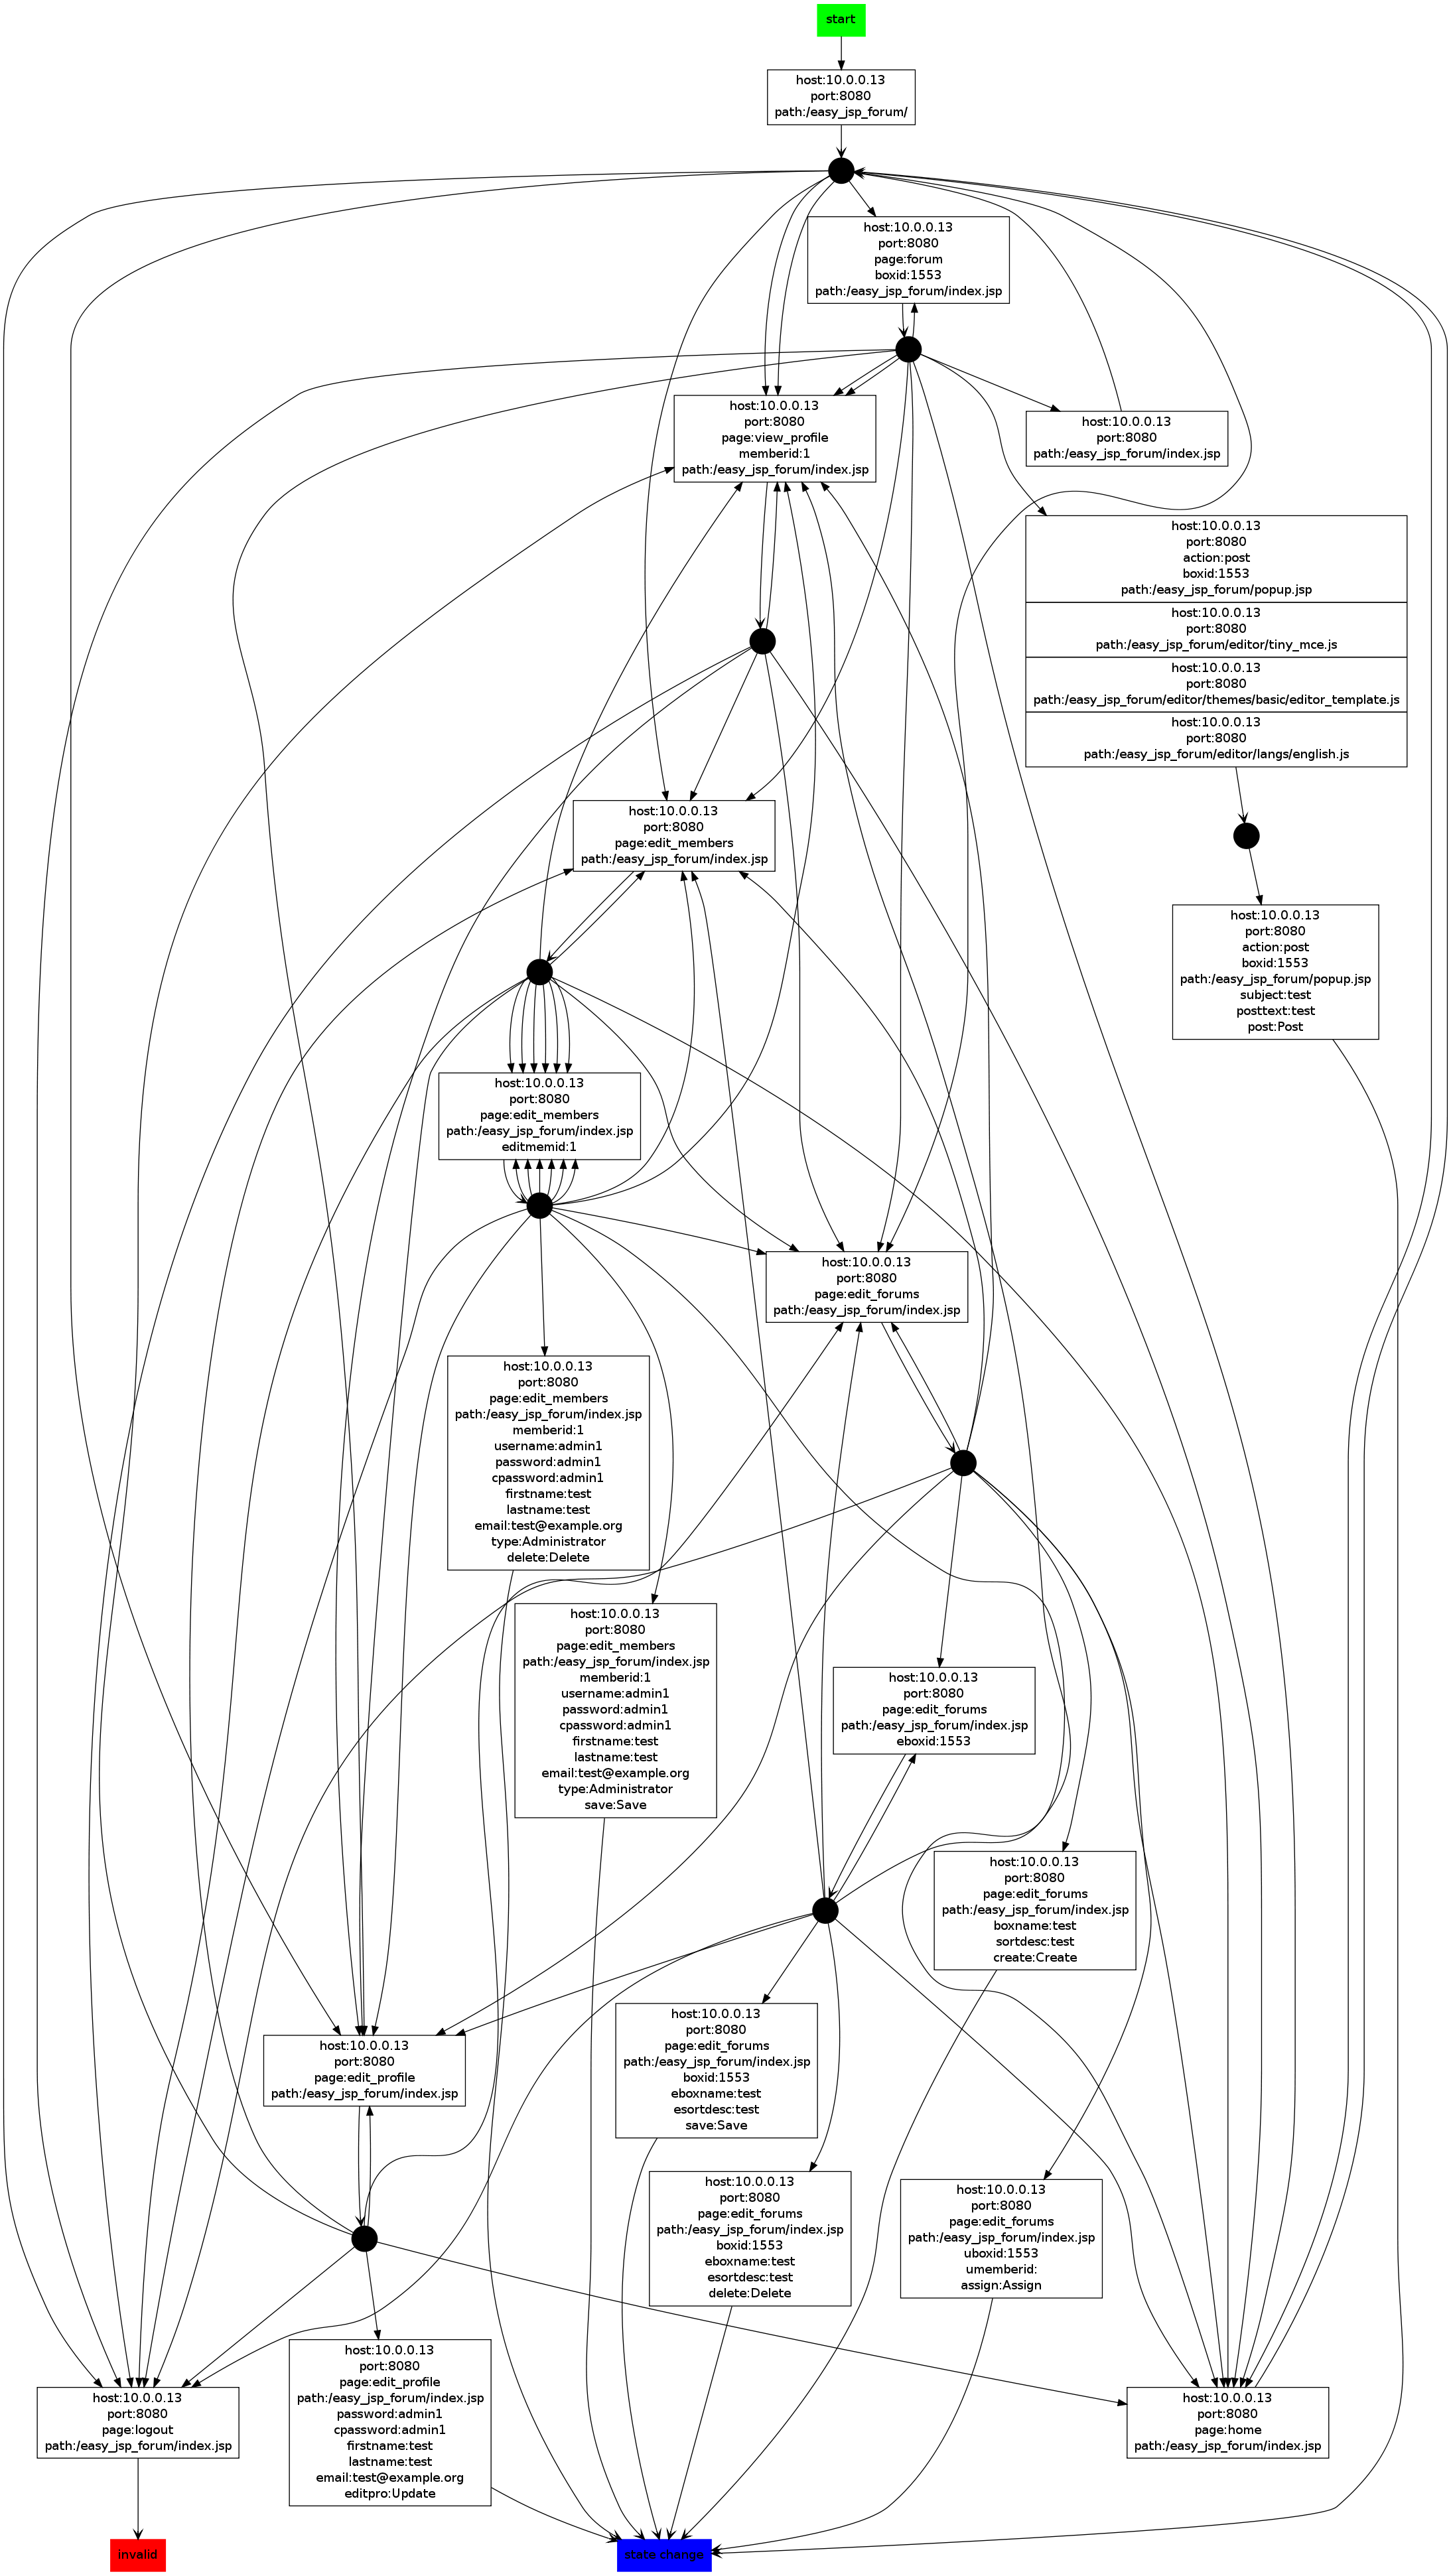 start
host:10.0.0.13
port:8080
path:/easy_jsp_forum/
host:10.0.0.13
port:8080
page:forum
boxid:1553
path:/easy_jsp_forum/index.jsp
host:10.0.0.13
port:8080
page:view_profile
memberid:1
path:/easy_jsp_forum/index.jsp
host:10.0.0.13
port:8080
path:/easy_jsp_forum/index.jsp
host:10.0.0.13
port:8080
action:post
boxid:1553
path:/easy_jsp_forum/popup.jsp
host:10.0.0.13
port:8080
path:/easy_jsp_forum/editor/tiny_mce.js
host:10.0.0.13
port:8080
path:/easy_jsp_forum/editor/themes/basic/editor_template.js
host:10.0.0.13
port:8080
path:/easy_jsp_forum/editor/langs/english.js
host:10.0.0.13
port:8080
page:edit_members
path:/easy_jsp_forum/index.jsp
host:10.0.0.13
port:8080
action:post
boxid:1553
path:/easy_jsp_forum/popup.jsp
subject:test
posttext:test
post:Post
host:10.0.0.13
port:8080
page:edit_members
path:/easy_jsp_forum/index.jsp
editmemid:1
host:10.0.0.13
port:8080
page:edit_forums
path:/easy_jsp_forum/index.jsp
host:10.0.0.13
port:8080
page:edit_members
path:/easy_jsp_forum/index.jsp
memberid:1
username:admin1
password:admin1
cpassword:admin1
firstname:test
lastname:test
email:test@example.org
type:Administrator
delete:Delete
host:10.0.0.13
port:8080
page:edit_members
path:/easy_jsp_forum/index.jsp
memberid:1
username:admin1
password:admin1
cpassword:admin1
firstname:test
lastname:test
email:test@example.org
type:Administrator
save:Save
host:10.0.0.13
port:8080
page:edit_forums
path:/easy_jsp_forum/index.jsp
eboxid:1553
host:10.0.0.13
port:8080
page:edit_forums
path:/easy_jsp_forum/index.jsp
boxname:test
sortdesc:test
create:Create
host:10.0.0.13
port:8080
page:edit_forums
path:/easy_jsp_forum/index.jsp
boxid:1553
eboxname:test
esortdesc:test
save:Save
host:10.0.0.13
port:8080
page:edit_profile
path:/easy_jsp_forum/index.jsp
host:10.0.0.13
port:8080
page:edit_forums
path:/easy_jsp_forum/index.jsp
boxid:1553
eboxname:test
esortdesc:test
delete:Delete
host:10.0.0.13
port:8080
page:edit_forums
path:/easy_jsp_forum/index.jsp
uboxid:1553
umemberid:
assign:Assign
host:10.0.0.13
port:8080
page:logout
path:/easy_jsp_forum/index.jsp
host:10.0.0.13
port:8080
page:edit_profile
path:/easy_jsp_forum/index.jsp
password:admin1
cpassword:admin1
firstname:test
lastname:test
email:test@example.org
editpro:Update
host:10.0.0.13
port:8080
page:home
path:/easy_jsp_forum/index.jsp
invalid
state change